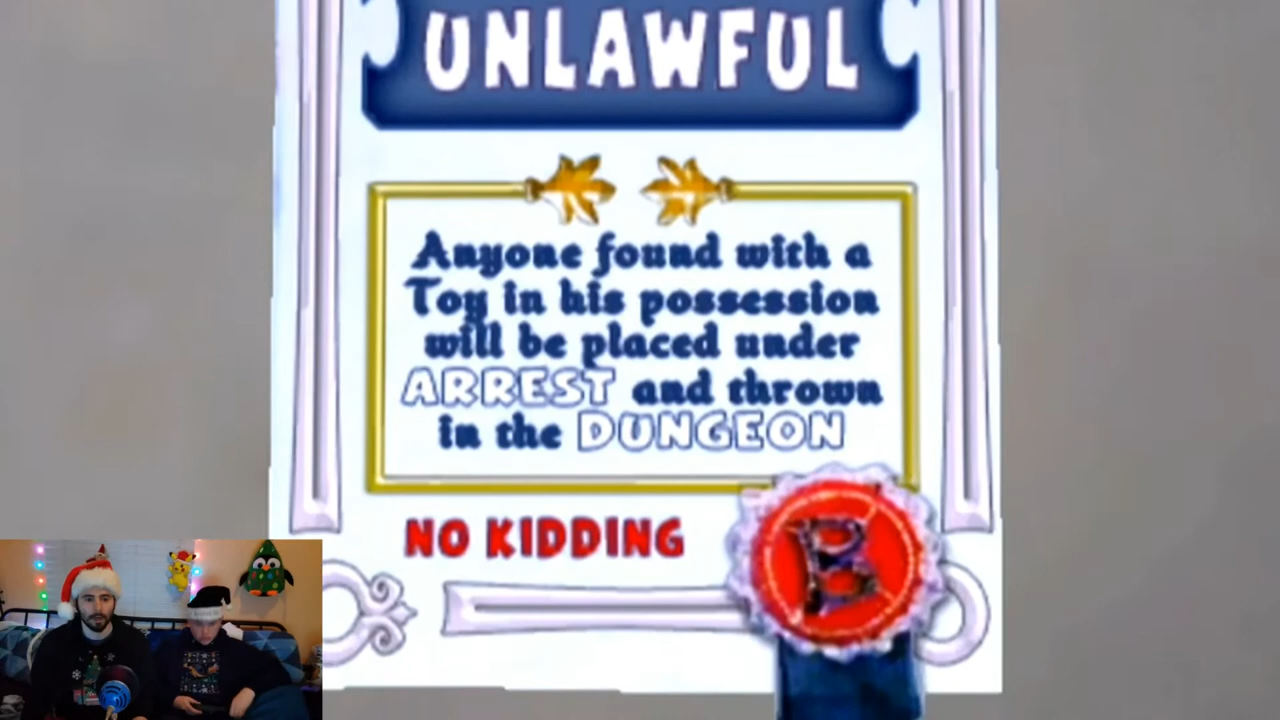 UNLAWFUL
Anyone found with a
Toy in his possession
will be placed under
ARREST and thrown
in the DUNGEON
NO KIDDING
B